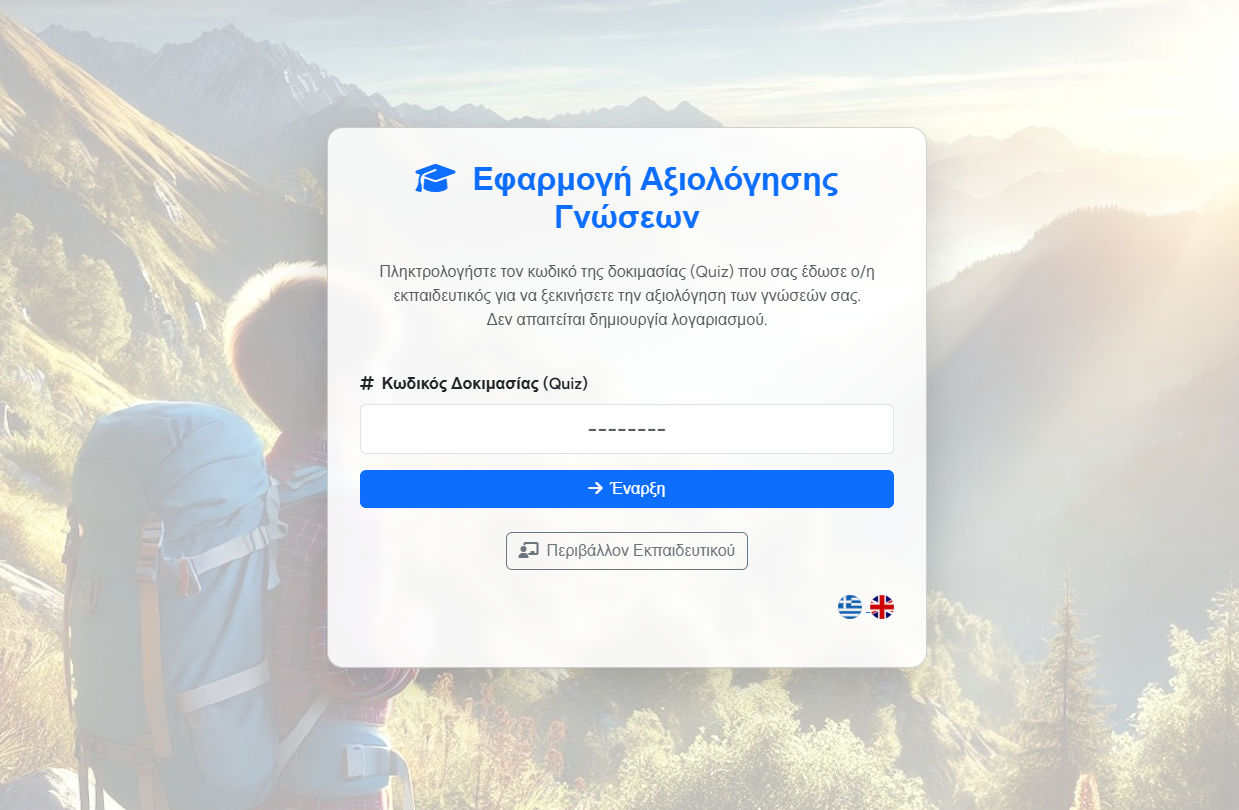 Εφαρμογή Αξιολόγησης
Γνώσεων
Πληκτρολογήστε τον κωδικό της δοκιμασίας (Quiz) που σας έδωσε ο/η
εκπαιδευτικός για να ξεκινήσετε την αξιολόγηση των γνώσεών σας.
Δεν απαιτείται δημιουργία λογαριασμού.
# Κωδικός Δοκιμασίας (Quiz)
--------
→ Έναρξη
Περιβάλλον Εκπαιδευτικού